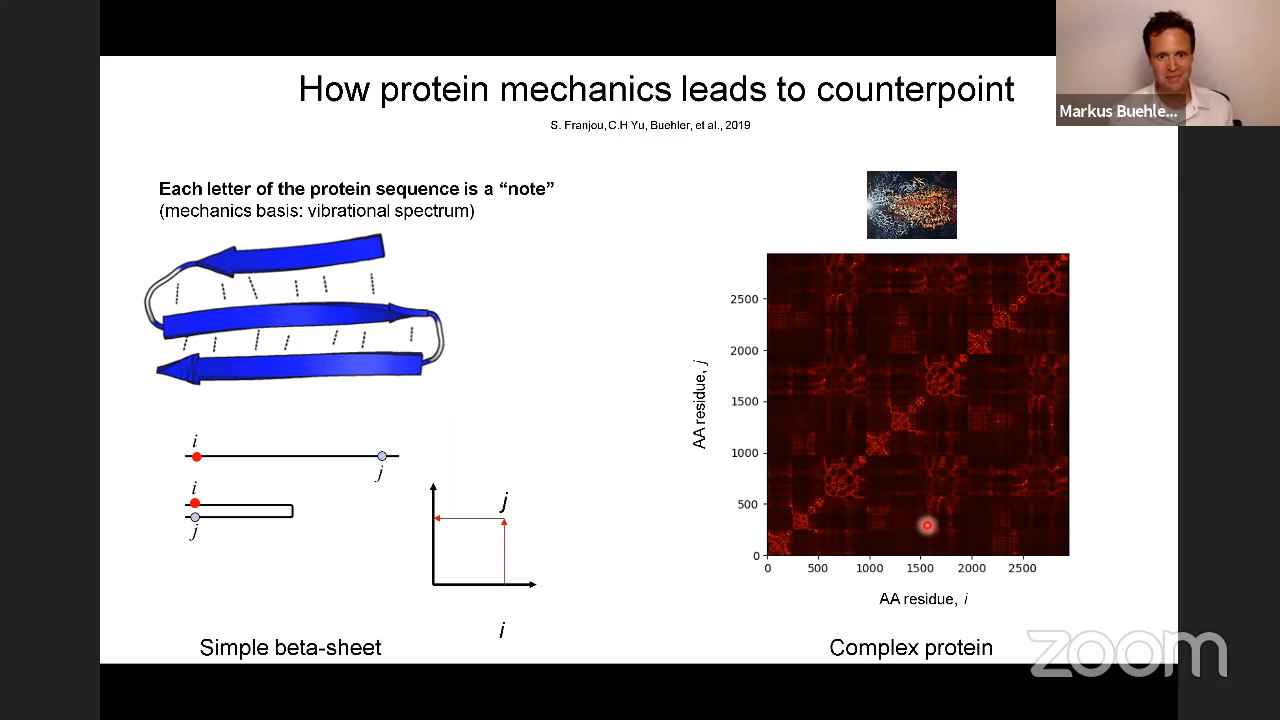 How protein mechanics leads to counterpoint
S. Franjou, C.H Yu, Buehler, et al., 2019
Markus Buehle...
Each letter of the protein sequence is a “note”
(mechanics basis: vibrational spectrum)
i
j
i
j
j
i
Simple beta-sheet
AA residue, j
2500
2000
1500
1000
500
0
0 500 1000 1500 2000 2500
AA residue, i
Complex protein
zoom